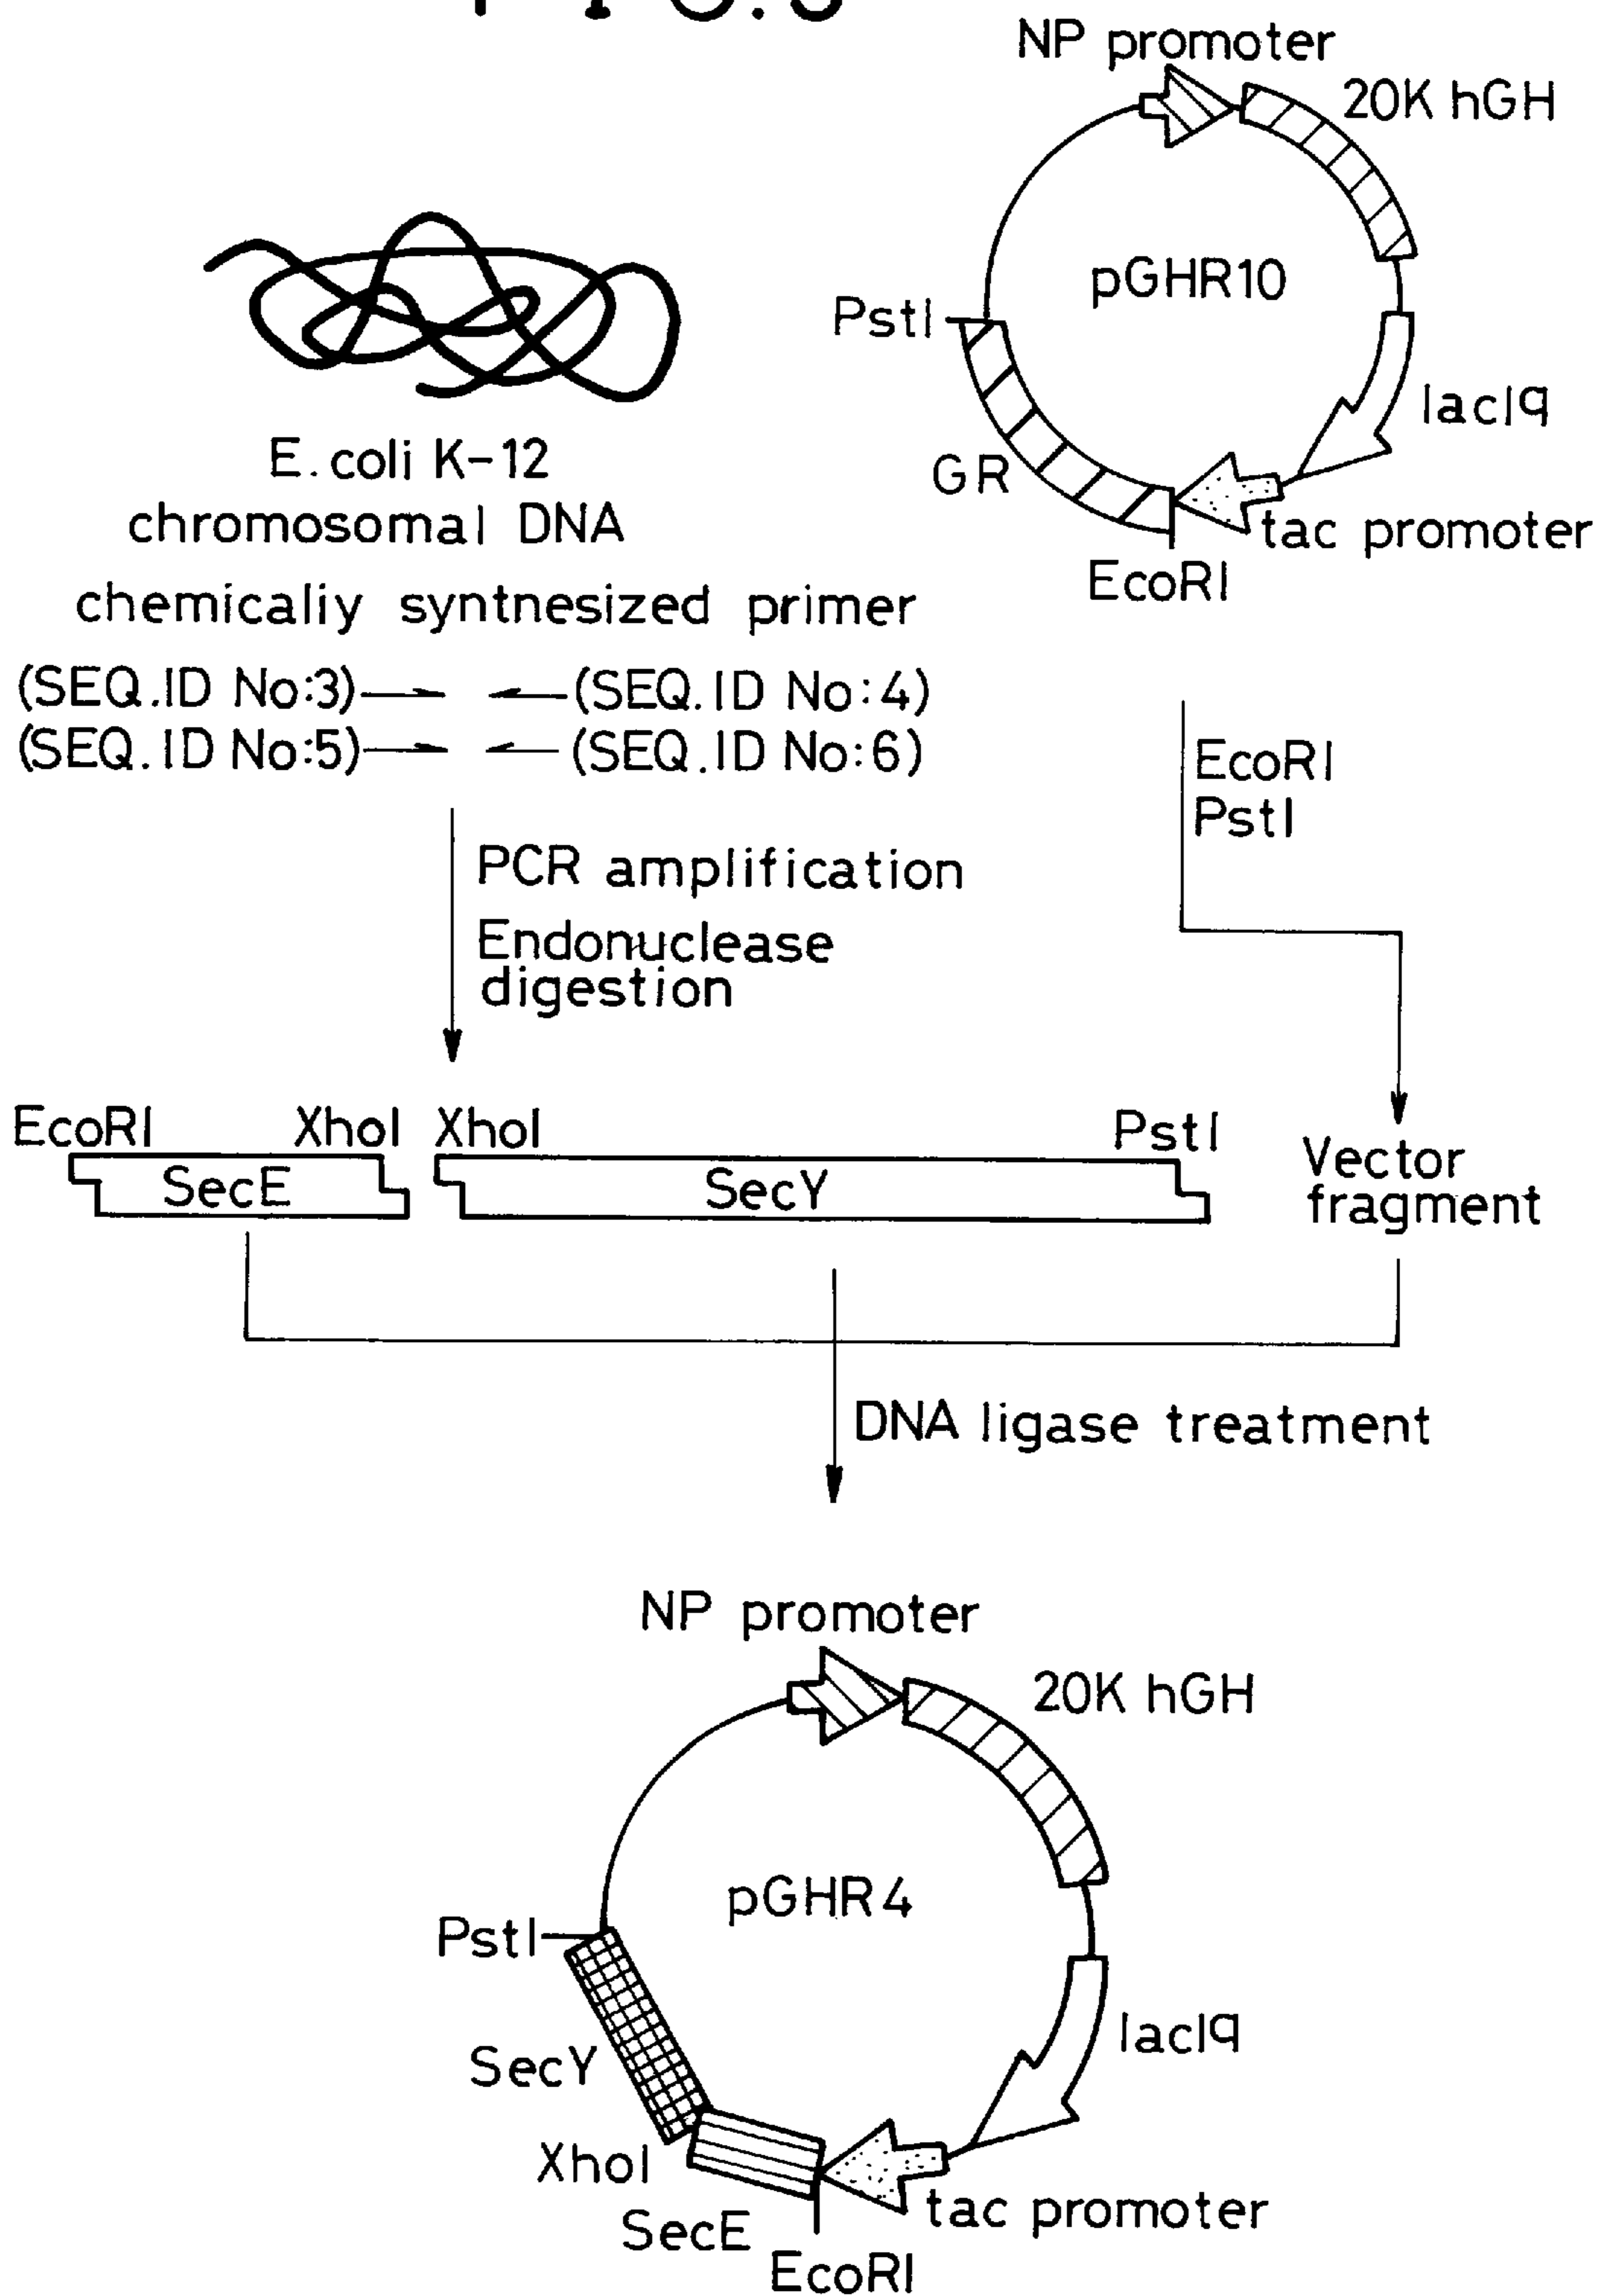 FIG.3
NP promoter
20K hGH
pGHR10
PstI
lacIq
GR
tac promoter
EcoRI
E.coli K-12
chromosomal DNA
chemicaliy syntnesized primer
(SEQ.ID No:3) (SEQ.ID No:4)
(SEQ.ID No:5) (SEQ.ID No:6)
EcoRI
PstI
PCR amplification
Endonuclease
digestion
EcoRI XhoI XhoI PstI
SecE SecY
Vector
fragment
DNA ligase treatment
NP promoter
20K hGH
pGHR4
PstI
lacIq
SecY
XhoI
tac promoter
SecE
EcoRI